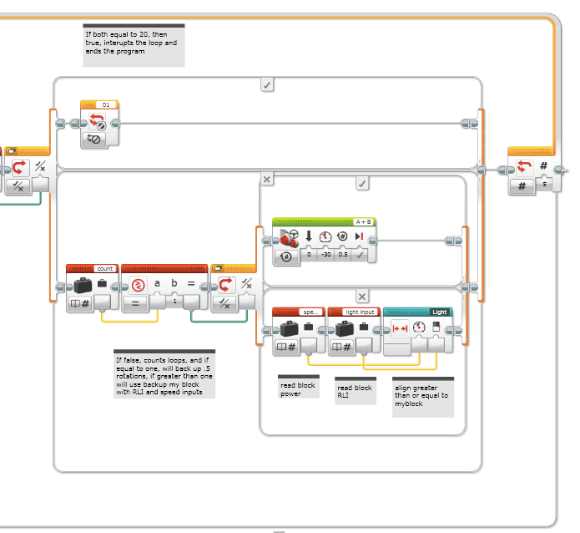 If both equal to 20, then
true, interupts the loop and
ends the program
01
A + B
0 -30 0.5
count
a b =
= 1
#
# s
spe...
light input
Light
#
#
#
If false, counts loops, and if
equal to one, will back up .5
rotations, if greater than one
will use backup my block
with RLI and speed inputs
read block
power
read block
RLI
align greater
than or equal to
myblock